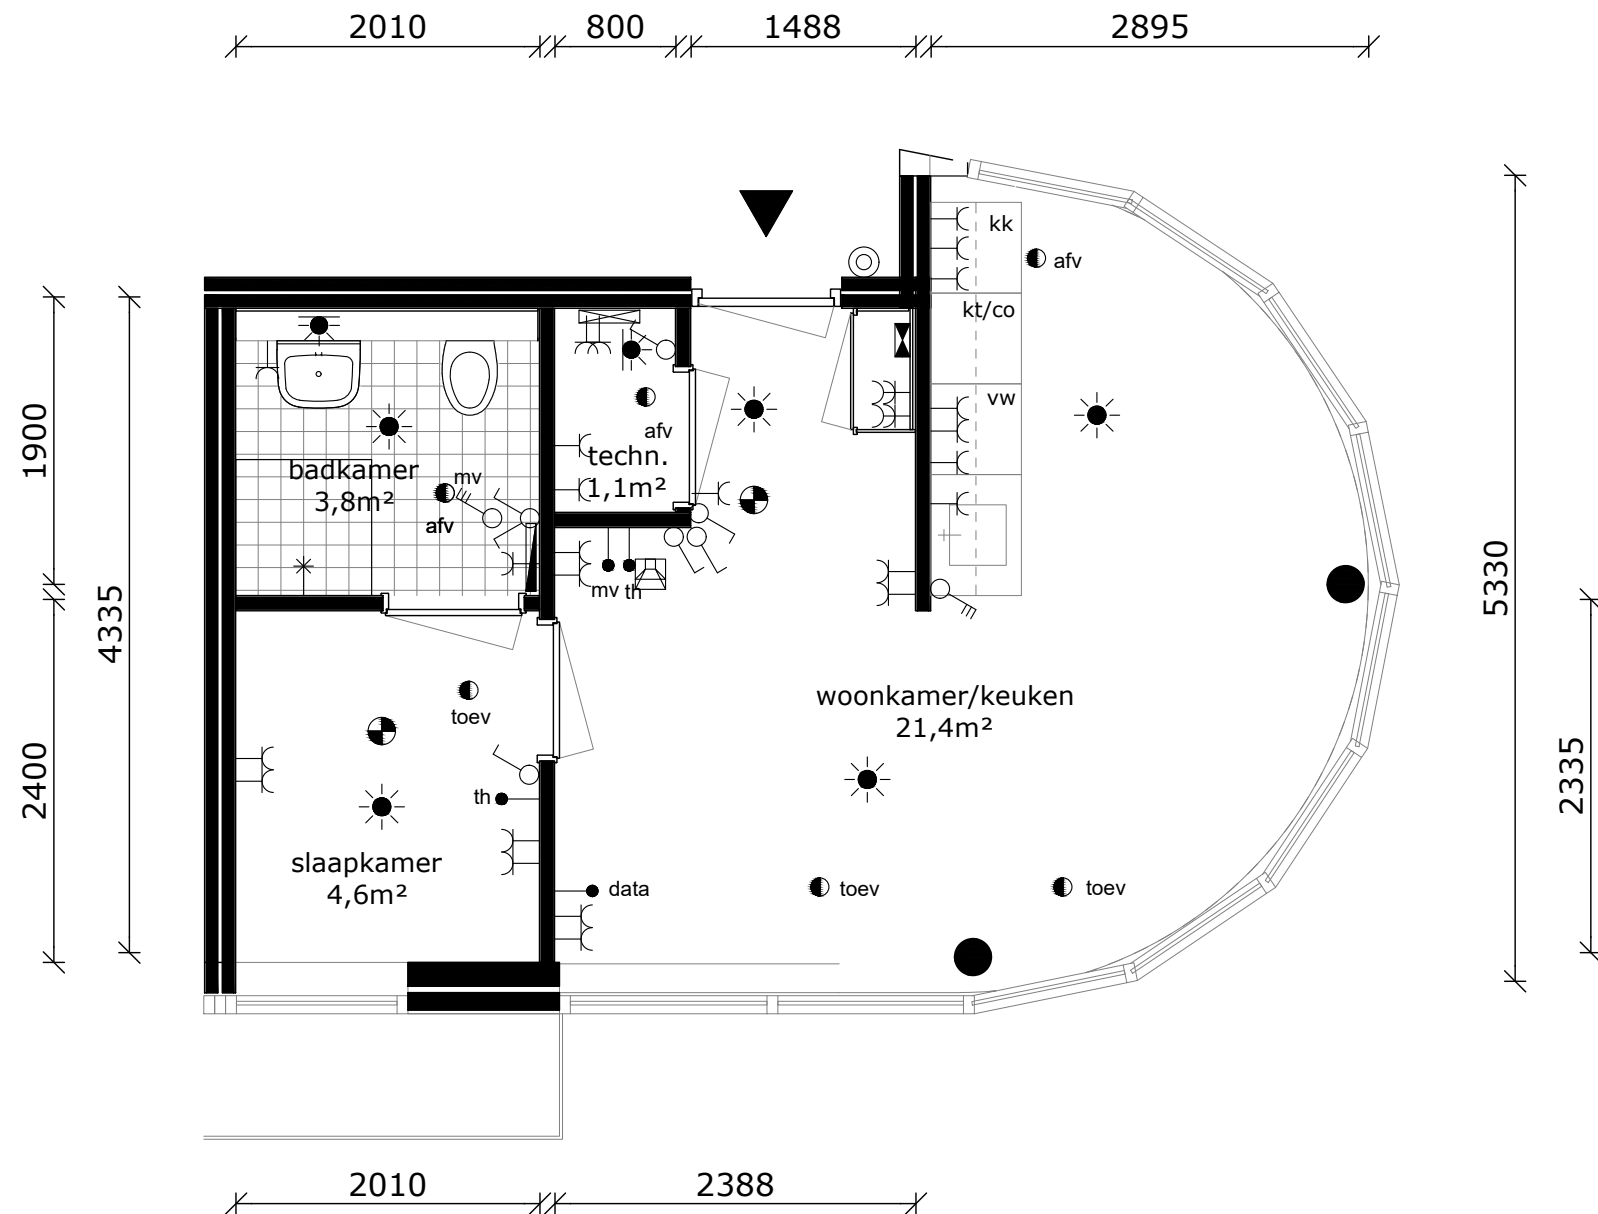 2010
800
1488
2895
kk
afv
kt/co
vw
1900
4335
2400
5330
2335
badkamer
3,8m²
mv
afv
afv
techn.
1,1m²
mv
th
toev
th
slaapkamer
4,6m²
woonkamer/keuken
21,4m²
data
toev
toev
2010
2388